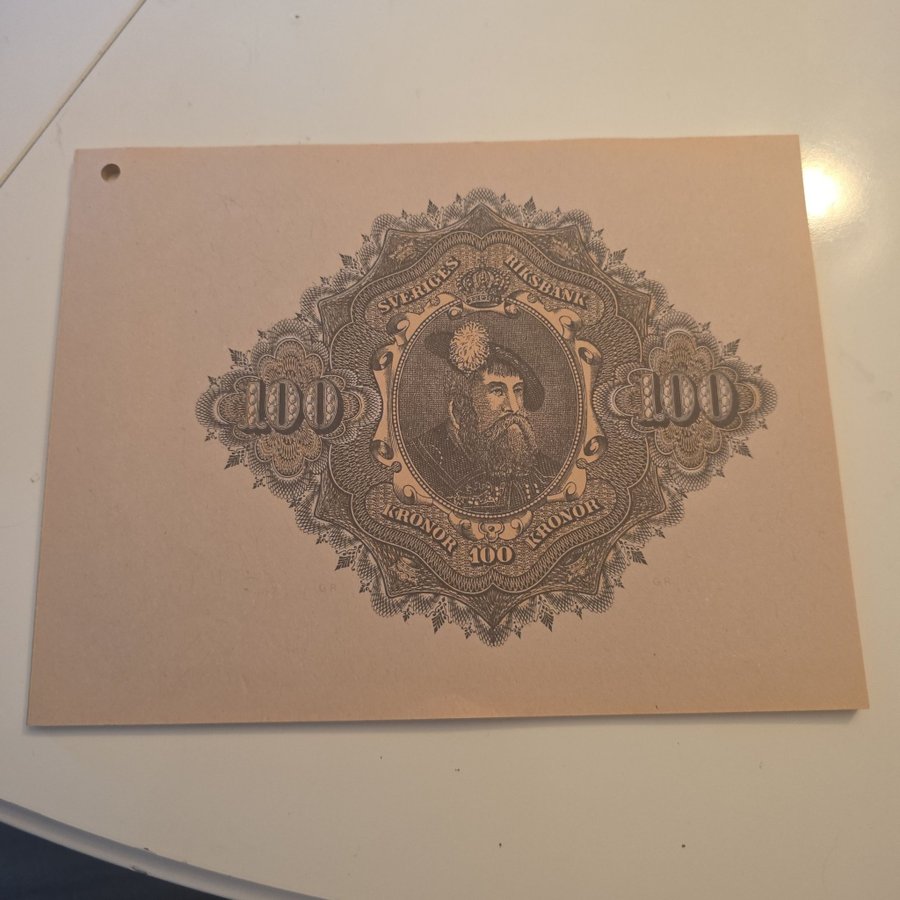 SVERIGES RIKSBANK
100 100
KRONOR 100 KRONOR
G R G R